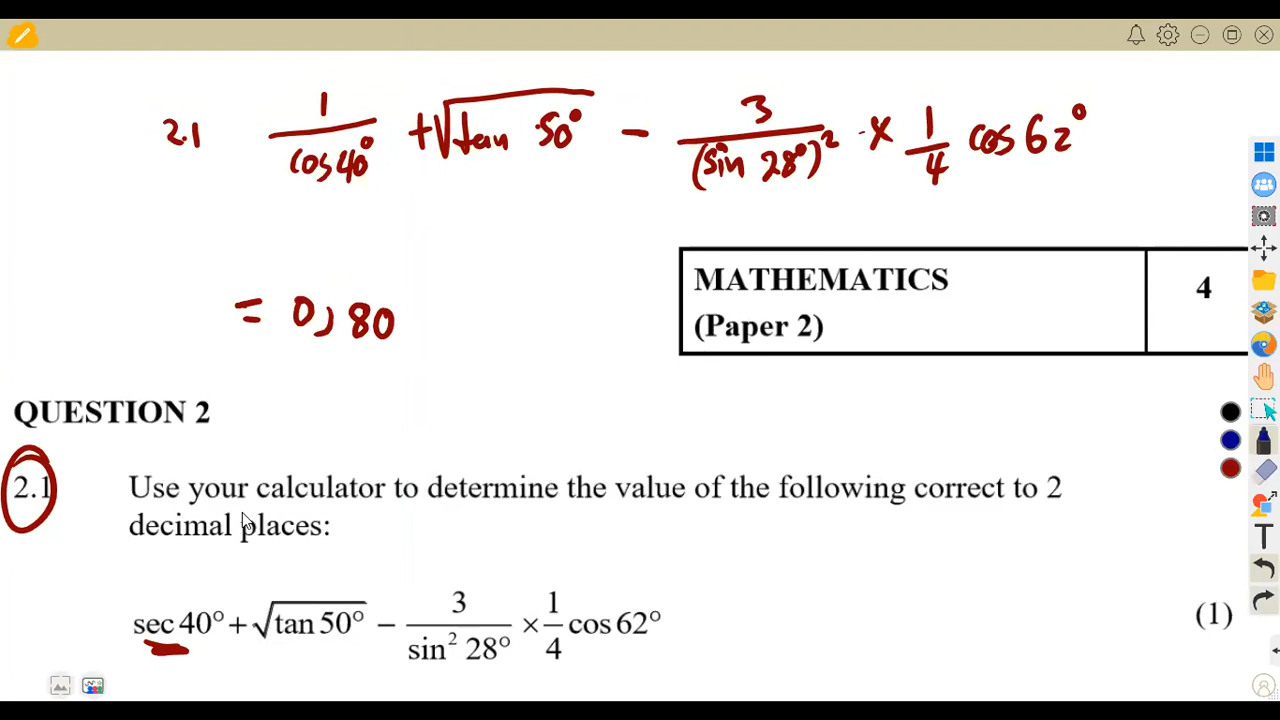 2.1 1/cos40° + √tan 50° − 3/(sin 28°)² × 1/4 cos 62°
= 0,80
MATHEMATICS
(Paper 2)
4
QUESTION 2
2.1 Use your calculator to determine the value of the following correct to 2
decimal places:
sec 40° + √tan 50° − 3/sin² 28° × 1/4 cos 62° (1)
T